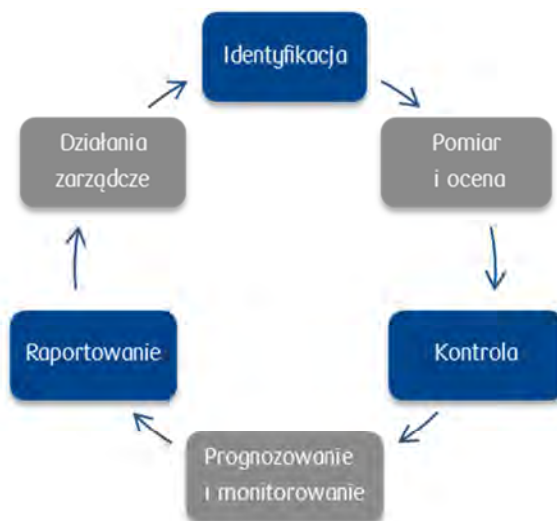 Identyfikacja
Pomiar
i ocena
Kontrola
Prognozowanie
i monitorowanie
Raportowanie
Działania
zarządcze